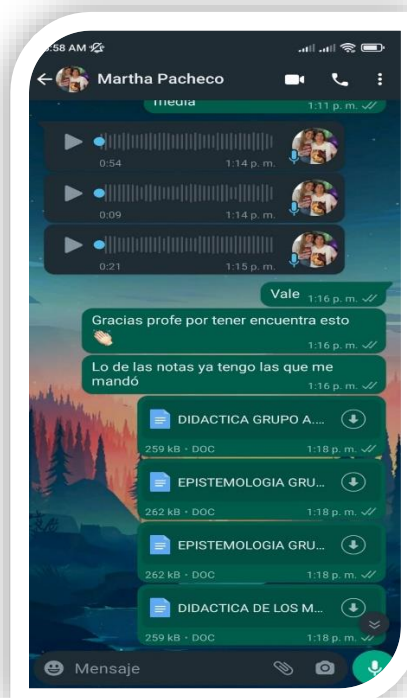 :58 AM
Martha Pacheco
media
1:11 p. m.
0:54 1:14 p. m.
0:09 1:14 p. m.
0:21 1:15 p. m.
Vale 1:16 p. m.
Gracias profe por tener encuentra esto
1:16 p. m.
Lo de las notas ya tengo las que me
mandó
1:16 p. m.
DIDACTICA GRUPO A....
259 kB · DOC 1:18 p. m.
EPISTEMOLOGIA GRU...
262 kB · DOC 1:18 p. m.
EPISTEMOLOGIA GRU...
262 kB · DOC 1:18 p. m.
DIDACTICA DE LOS M...
259 kB · DOC 1:18 p. m.
Mensaje